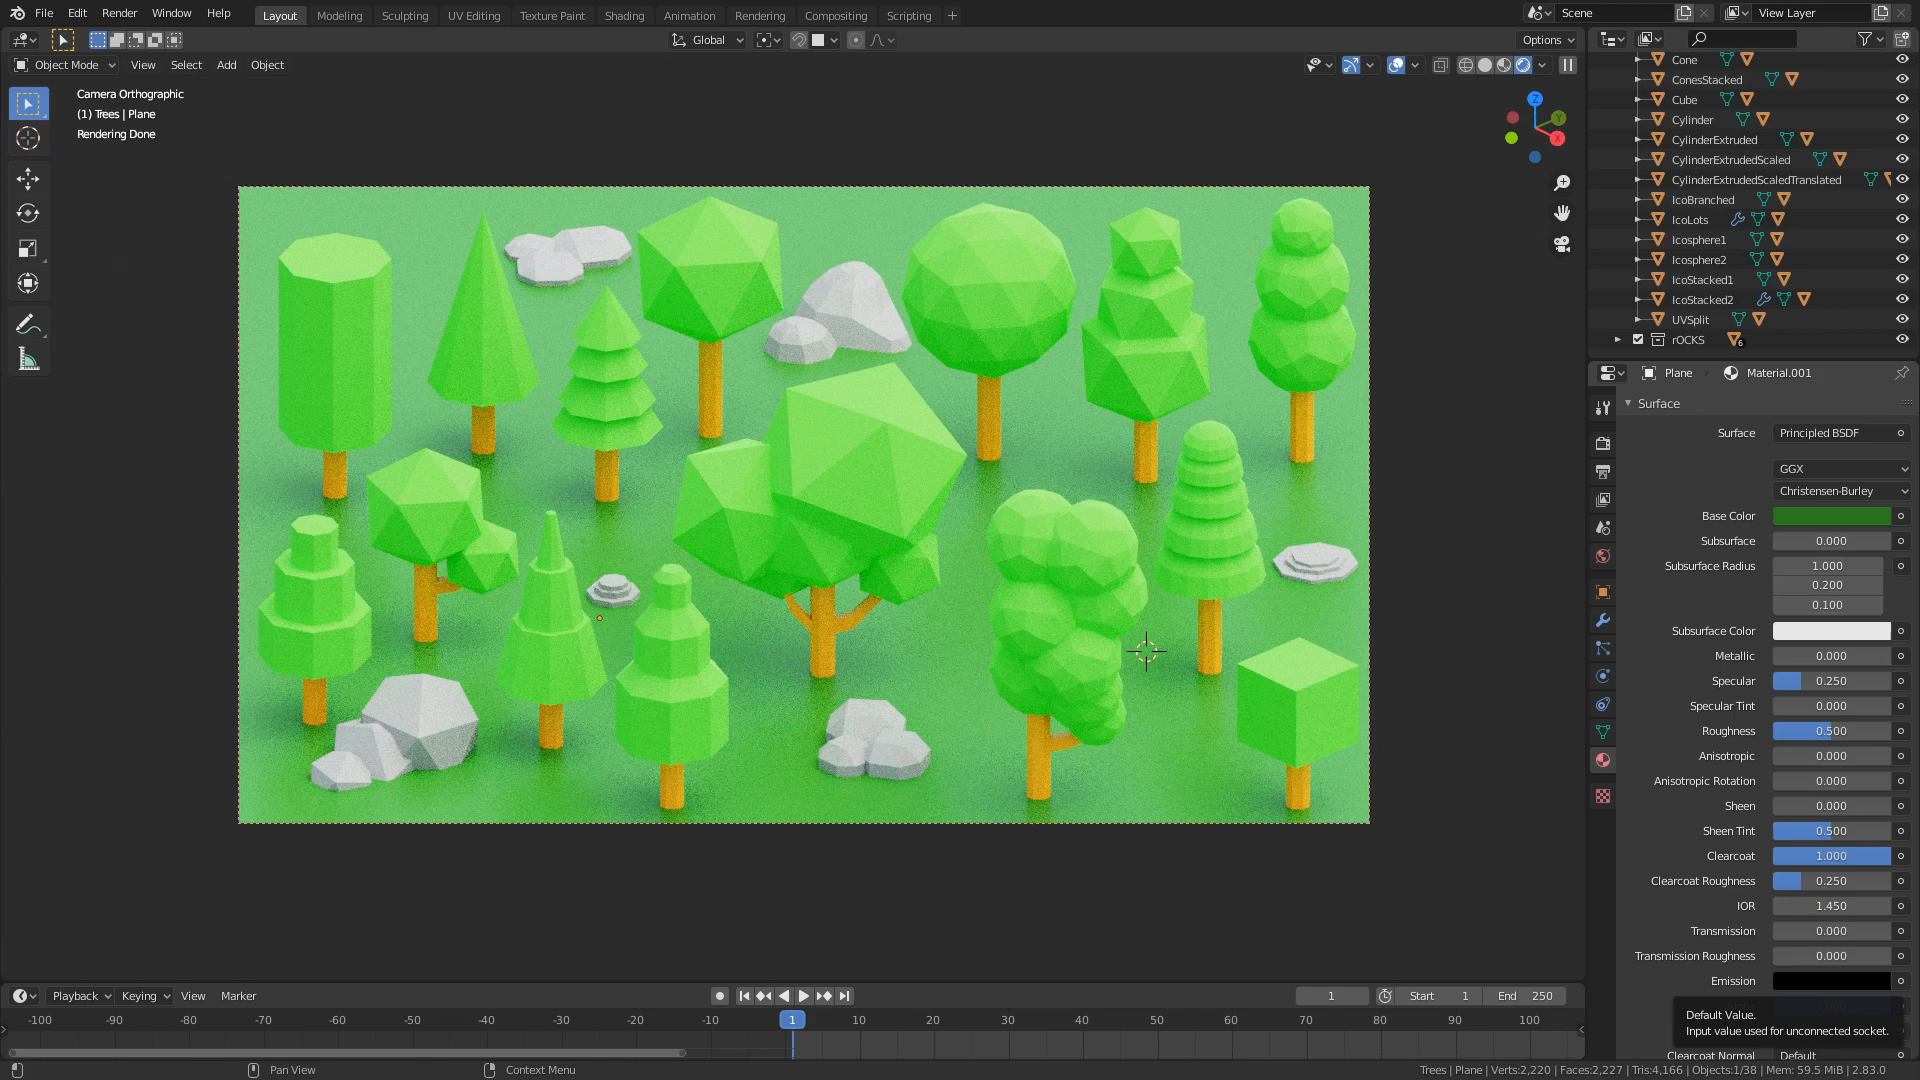 File Edit Render Window Help Layout Modeling Sculpting UV Editing Texture Paint Shading Animation Rendering Compositing Scripting + Scene View Layer
Global Options
Object Mode View Select Add Object
Camera Orthographic
(1) Trees | Plane
Rendering Done
Z
Y
X
Cone
ConesStacked
Cube
Cylinder
CylinderExtruded
CylinderExtrudedScaled
CylinderExtrudedScaledTranslated
IcoBranched
IcoLots
Icosphere1
Icosphere2
IcoStacked1
IcoStacked2
UVSplit
rOCKS 6
Plane Material.001
Surface
Surface Principled BSDF
GGX
Christensen-Burley
Base Color
Subsurface 0.000
Subsurface Radius 1.000
0.200
0.100
Subsurface Color
Metallic 0.000
Specular 0.250
Specular Tint 0.000
Roughness 0.500
Anisotropic 0.000
Anisotropic Rotation 0.000
Sheen 0.000
Sheen Tint 0.500
Clearcoat 1.000
Clearcoat Roughness 0.250
IOR 1.450
Transmission 0.000
Transmission Roughness 0.000
Emission
Default Value.
Input value used for unconnected socket.
Clearcoat Normal Default
Playback Keying View Marker 1 Start 1 End 250
-100 -90 -80 -70 -60 -50 -40 -30 -20 -10 1 10 20 30 40 50 60 70 80 90 100
Pan View Context Menu Trees | Plane | Verts:2,220 | Faces:2,227 | Tris:4,166 | Objects:1/38 | Mem: 59.5 MiB | 2.83.0